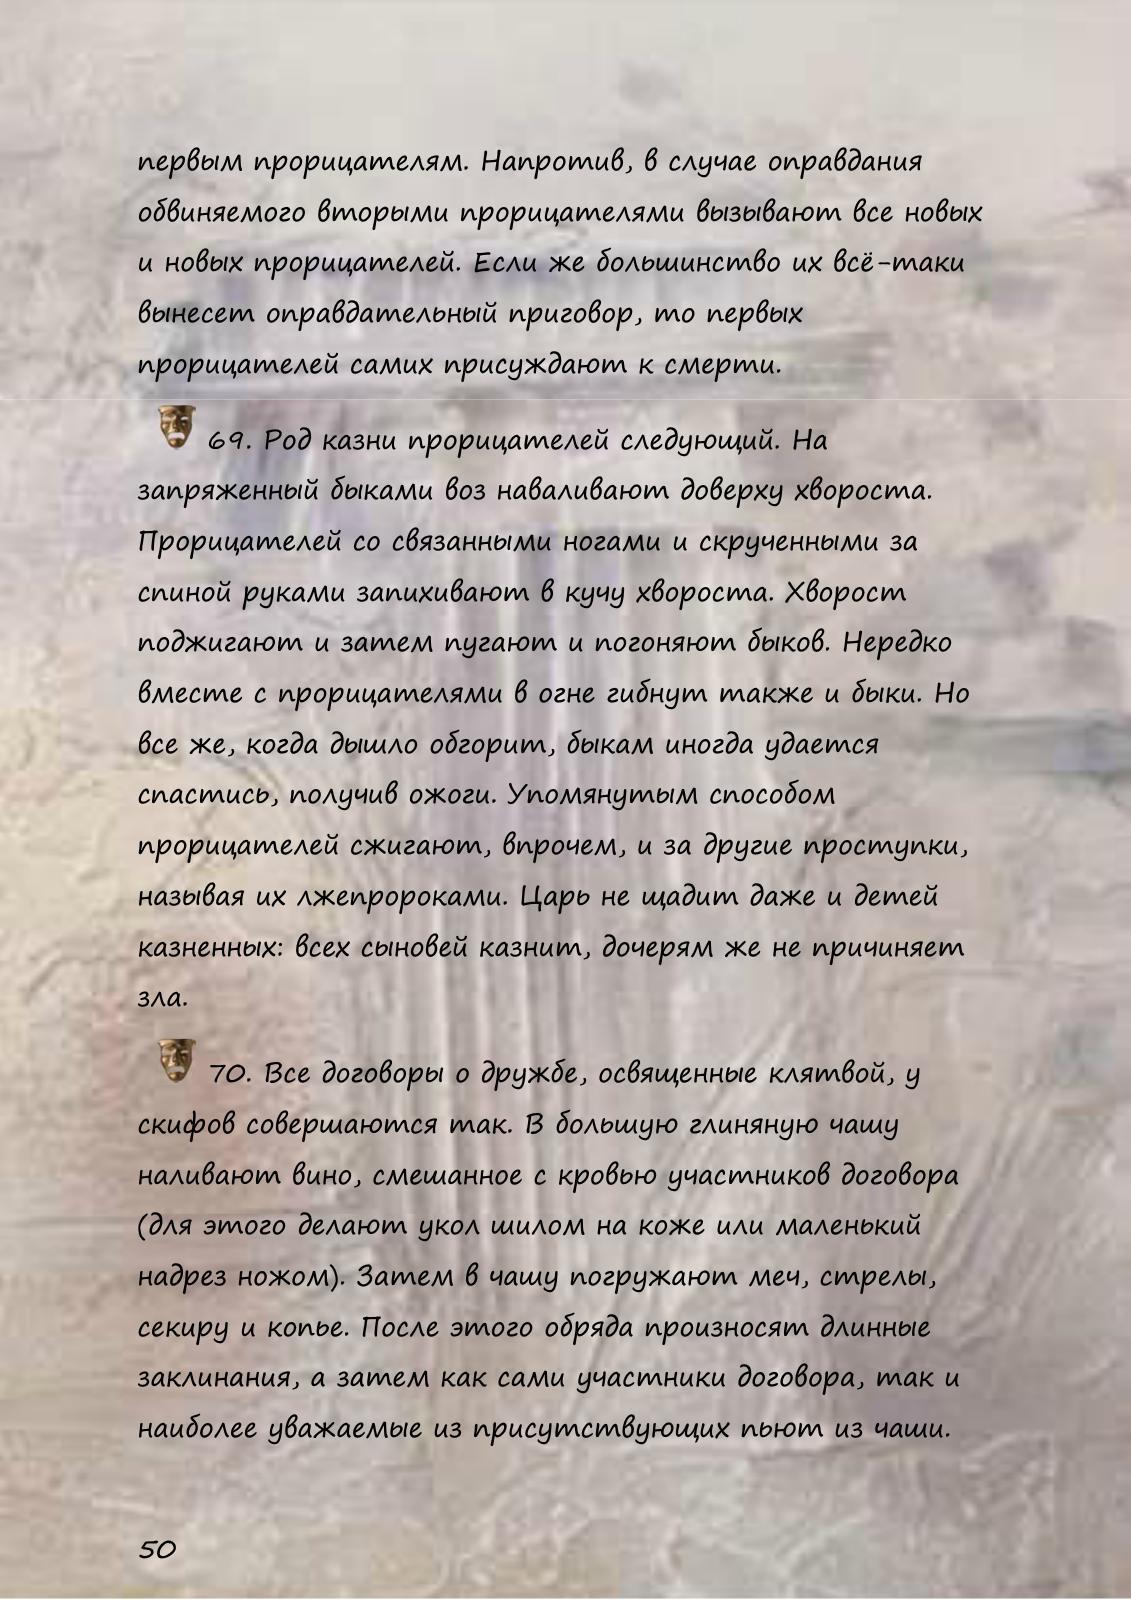 первым прорицателям. Напротив, в случае оправдания
обвиняемого вторыми прорицателями вызывают все новых
и новых прорицателей. Если же большинство их всё-таки
вынесет оправдательный приговор, то первых
прорицателей самих присуждают к смерти.
69. Род казни прорицателей следующий. На
запряженный быками воз наваливают доверху хвороста.
Прорицателей со связанными ногами и скрученными за
спиной руками запихивают в кучу хвороста. Хворост
поджигают и затем пугают и погоняют быков. Нередко
вместе с прорицателями в огне гибнут также и быки. Но
все же, когда дышло обгорит, быкам иногда удается
спастись, получив ожоги. Упомянутым способом
прорицателей сжигают, впрочем, и за другие проступки,
называя их лжепророками. Царь не щадит даже и детей
казненных: всех сыновей казнит, дочерям же не причиняет
зла.
70. Все договоры о дружбе, освященные клятвой, у
скифов совершаются так. В большую глиняную чашу
наливают вино, смешанное с кровью участников договора
(для этого делают укол шилом на коже или маленький
надрез ножом). Затем в чашу погружают меч, стрелы,
секиру и копье. После этого обряда произносят длинные
заклинания, а затем как сами участники договора, так и
наиболее уважаемые из присутствующих пьют из чаши.
50